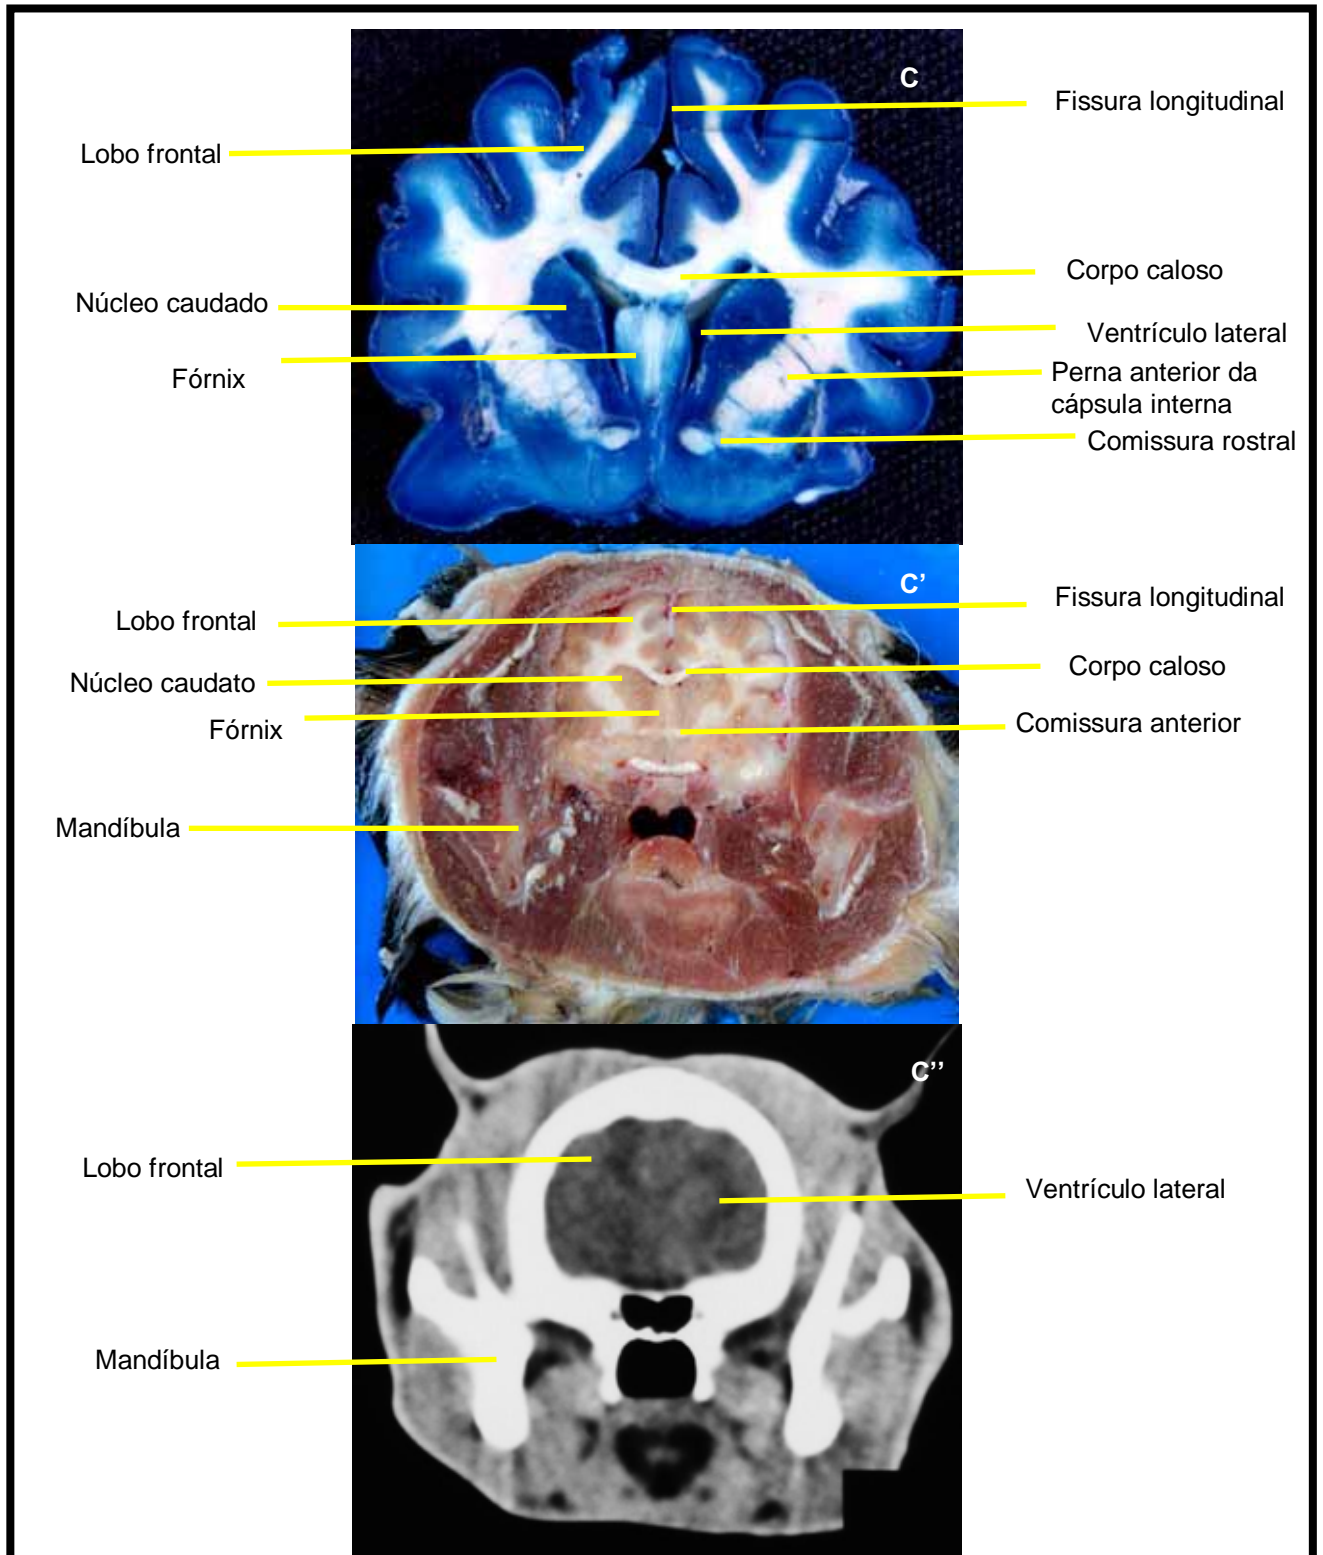 C
Fissura longitudinal
Lobo frontal
Corpo caloso
Núcleo caudado
Ventrículo lateral
Fórnix
Perna anterior da
cápsula interna
Comissura rostral
C’
Fissura longitudinal
Lobo frontal
Corpo caloso
Núcleo caudato
Fórnix
Comissura anterior
Mandíbula
C’’
Lobo frontal
Ventrículo lateral
Mandíbula